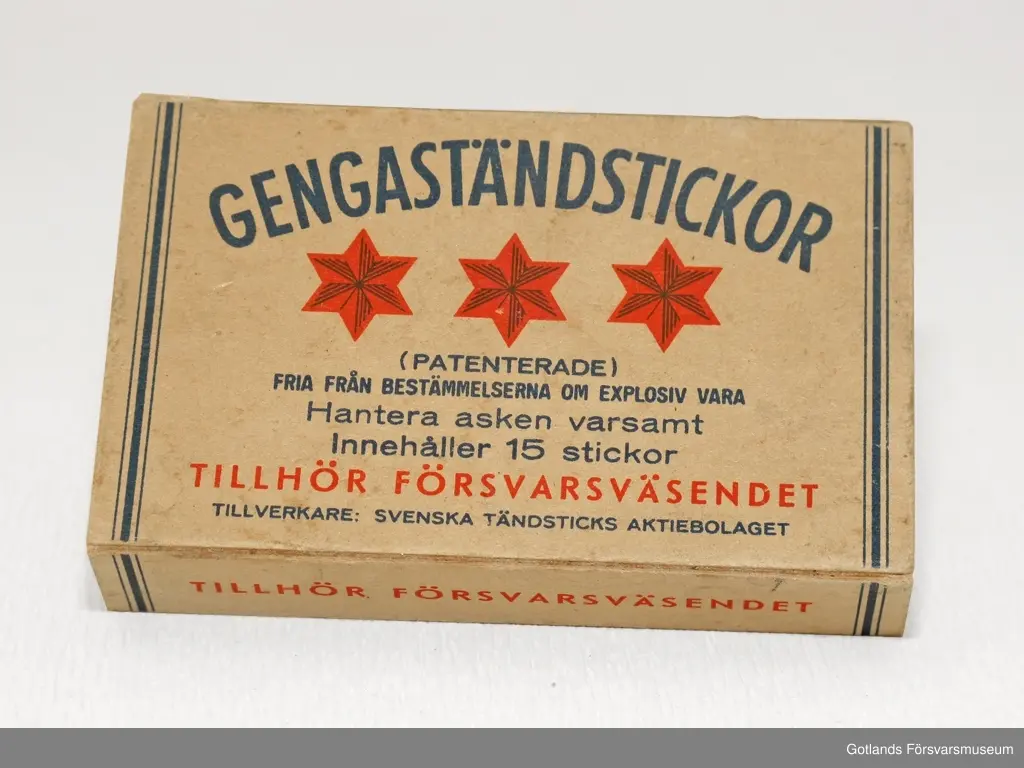 GENGASTÄNDSTICKOR
(PATENTERADE)
FRIA FRÅN BESTÄMMELSERNA OM EXPLOSIV VARA
Hantera asken varsamt
Innehåller 15 stickor
TILLHÖR FÖRSVARSVÄSENDET
TILLVERKARE: SVENSKA TÄNDSTICKS AKTIEBOLAGET
TILLHÖR FÖRSVARSVÄSENDET
Gotlands Försvarsmuseum